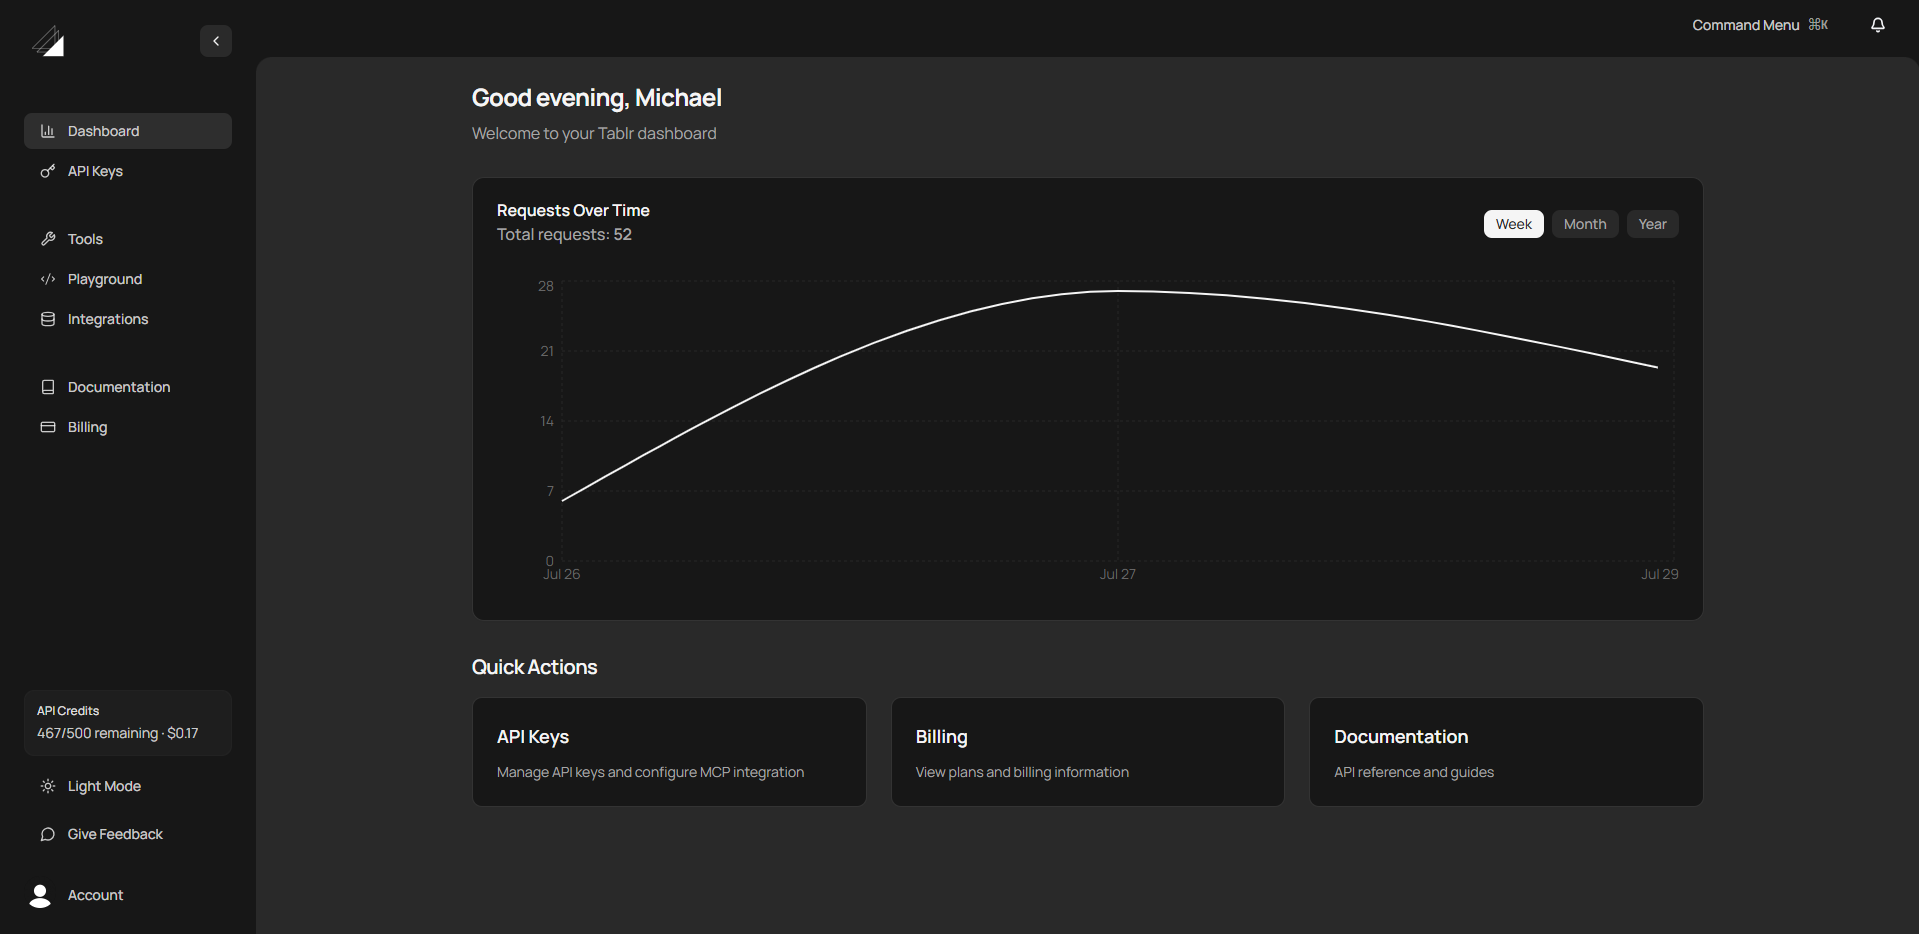 Command Menu ⌘K
Dashboard
API Keys
Tools
Playground
Integrations
Documentation
Billing
API Credits
467/500 remaining · $0.17
Light Mode
Give Feedback
Account
Good evening, Michael
Welcome to your Tablr dashboard
Requests Over Time
Total requests: 52
Week Month Year
28
21
14
7
0
Jul 26 Jul 27 Jul 29
Quick Actions
API Keys
Manage API keys and configure MCP integration
Billing
View plans and billing information
Documentation
API reference and guides